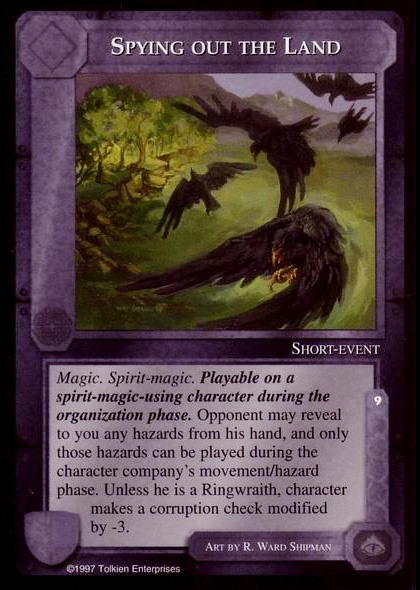 Spying out the Land
Short-event
Magic. Spirit-magic. Playable on a
spirit-magic-using character during the
organization phase. Opponent may reveal
to you any hazards from his hand, and only
those hazards can be played during the
character company's movement/hazard
phase. Unless he is a Ringwraith, character
makes a corruption check modified
by -3.
9
Art by R. Ward Shipman
©1997 Tolkien Enterprises